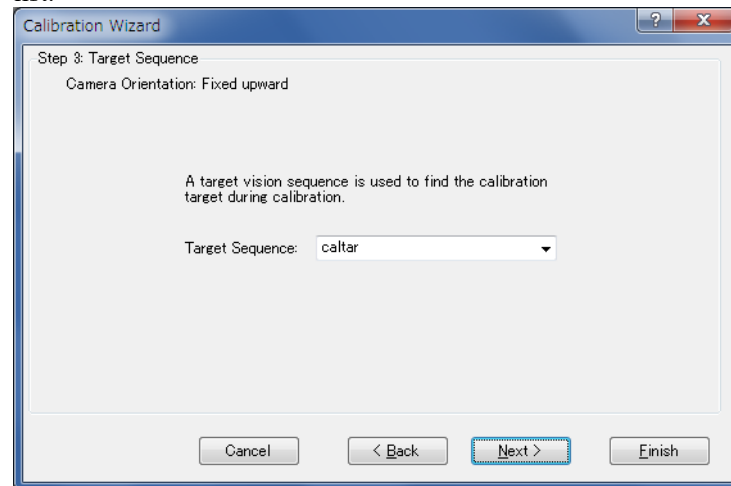 Calibration Wizard
Step 3: Target Sequence
Camera Orientation: Fixed upward
A target vision sequence is used to find the calibration
target during calibration.
Target Sequence: caltar
Cancel < Back Next > Finish